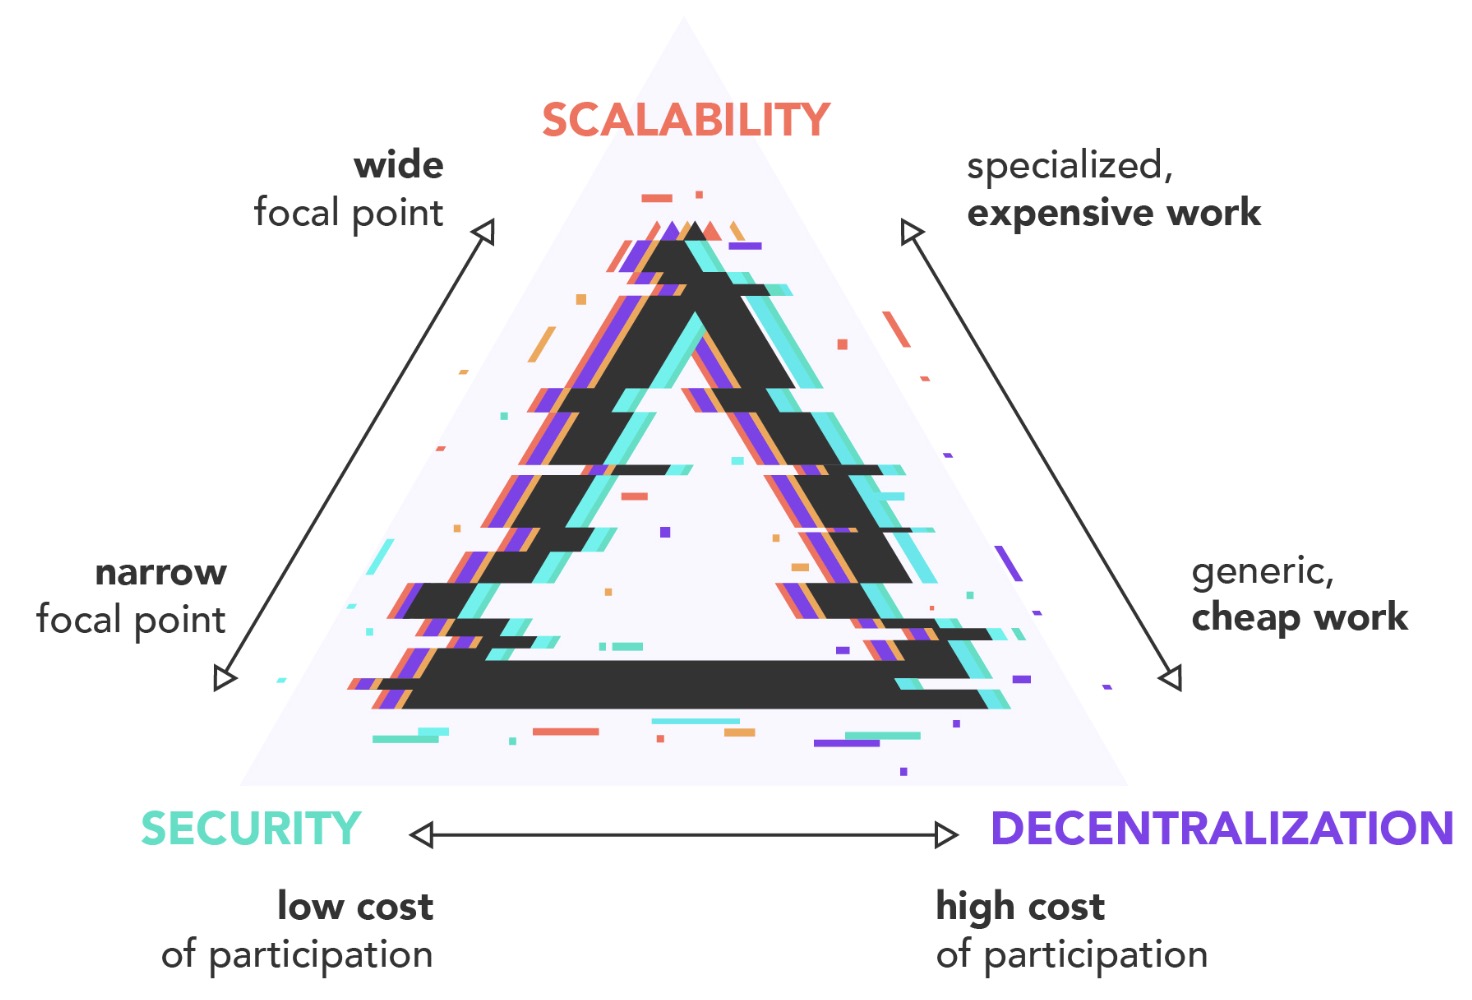 SCALABILITY
wide
focal point
specialized,
expensive work
narrow
focal point
generic,
cheap work
SECURITY
DECENTRALIZATION
low cost
of participation
high cost
of participation